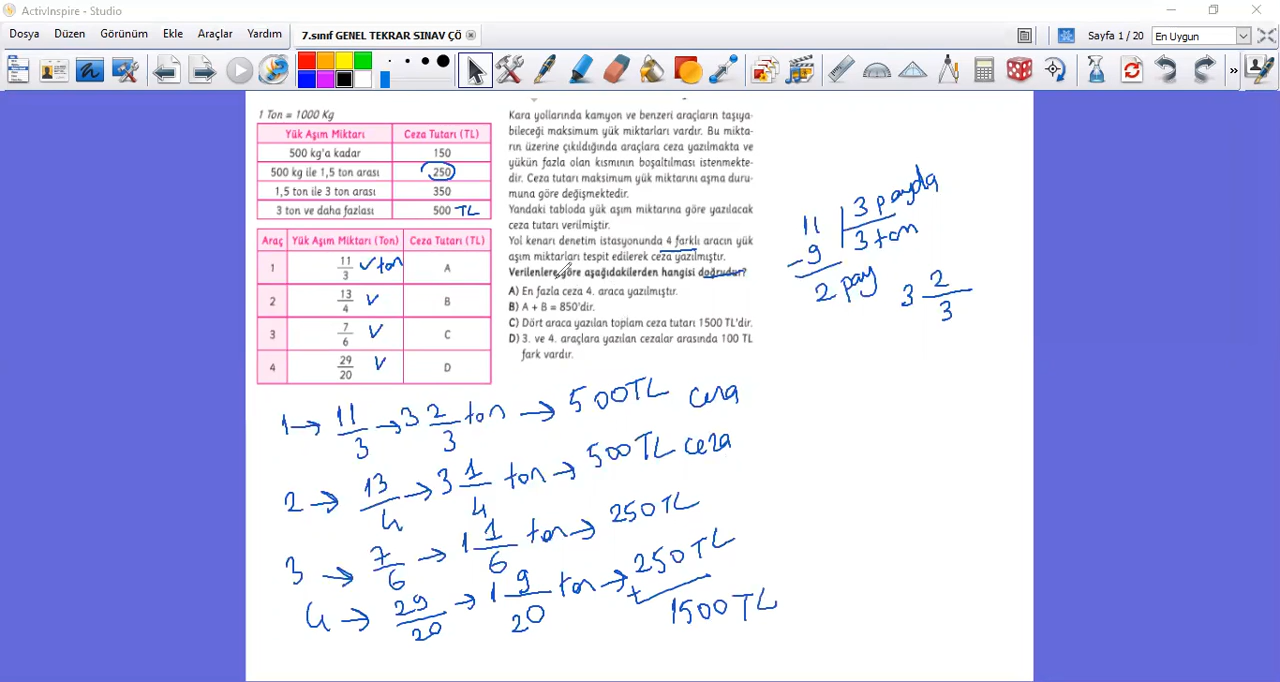 ActivInspire - Studio
Dosya Düzen Görünüm Ekle Araçlar Yardım
7.sınıf GENEL TEKRAR SINAV ÇÖ
Sayfa 1 / 20
En Uygun
1 Ton = 1000 Kg
Yük Aşım Miktarı Ceza Tutarı (TL)
500 kg'a kadar 150
500 kg ile 1,5 ton arası 250
1,5 ton ile 3 ton arası 350
3 ton ve daha fazlası 500 TL
Araç Yük Aşım Miktarı (Ton) Ceza Tutarı (TL)
1 11/3 ton A
2 13/4 B
3 7/6 C
4 29/20 D
Kara yollarında kamyon ve benzeri araçların taşıya-
bileceği maksimum yük miktarları vardır. Bu mikta-
rın üzerine çıkıldığında araçlara ceza yazılmakta ve
yükün fazla olan kısmının boşaltılması istenmekte-
dir. Ceza tutarı maksimum yük miktarını aşma duru-
muna göre değişmektedir.
Yandaki tabloda yük aşım miktarına göre yazılacak
ceza tutarı verilmiştir.
Yol kenarı denetim istasyonunda 4 farklı aracın yük
aşım miktarları tespit edilerek ceza yazılmıştır.
Verilenlere göre aşağıdakilerden hangisi doğrudur?
A) En fazla ceza 4. araca yazılmıştır.
B) A + B = 850'dir.
C) Dört araca yazılan toplam ceza tutarı 1500 TL'dir.
D) 3. ve 4. araçlara yazılan cezalar arasında 100 TL
fark vardır.
11 3 payda
- 9 3 ton
2 pay
3 2/3
1 → 11/3 → 3 2/3 ton → 500TL ceza
2 → 13/4 → 3 1/4 ton → 500TL ceza
3 → 7/6 → 1 1/6 ton → 250TL
4 → 29/20 → 1 9/20 ton → 250TL
+
1500TL